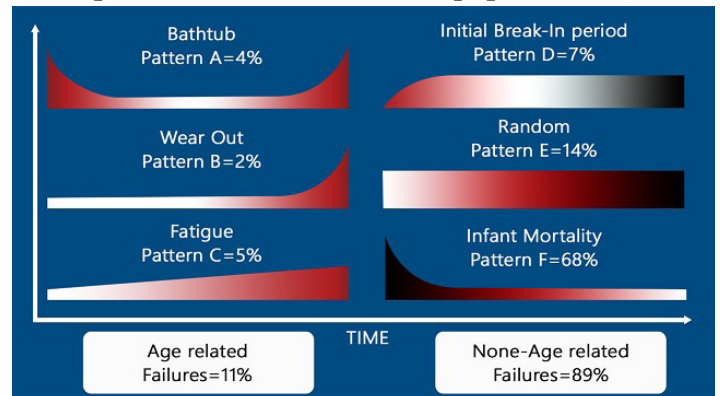 Bathtub
Pattern A=4%
Initial Break-In period
Pattern D=7%
Wear Out
Pattern B=2%
Random
Pattern E=14%
Fatigue
Pattern C=5%
Infant Mortality
Pattern F=68%
TIME
Age related
Failures=11%
None-Age related
Failures=89%